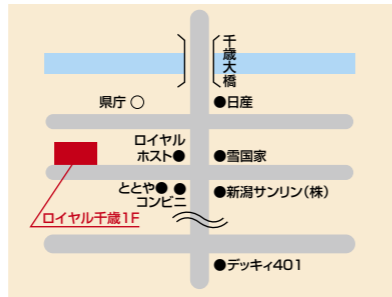 千歳大橋
県庁○
●日産
ロイヤル
ホスト●
●雪国家
ととや● ●
コンビニ
●新潟サンリン(株)
ロイヤル千歳1F
●デッキィ401